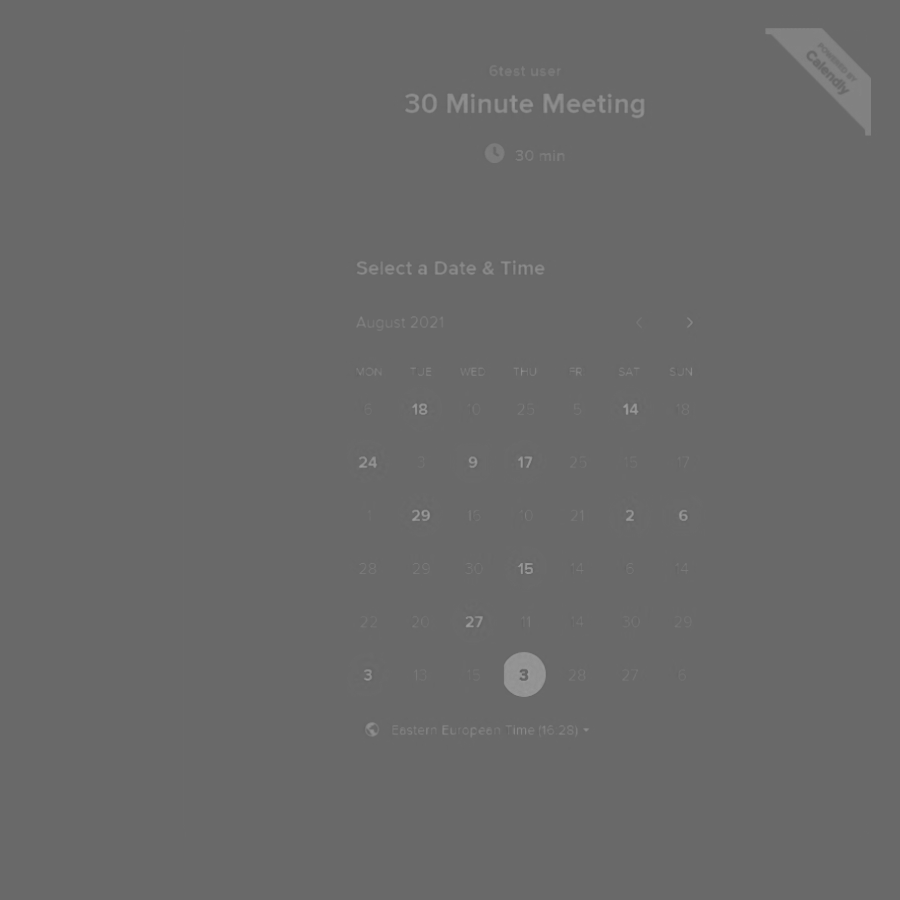 POWERED BY
Calendly
6test user
30 Minute Meeting
30 min
Select a Date & Time
August 2021
MON TUE WED THU FR SAT SUN
6 18 10 25 5 14 18
24 3 9 17 25 15 17
1 29 15 10 21 2 6
28 29 30 15 14 6 14
22 20 27 11 14 30 29
3 13 15 3 28 27 6
Eastern European Time (16:28)